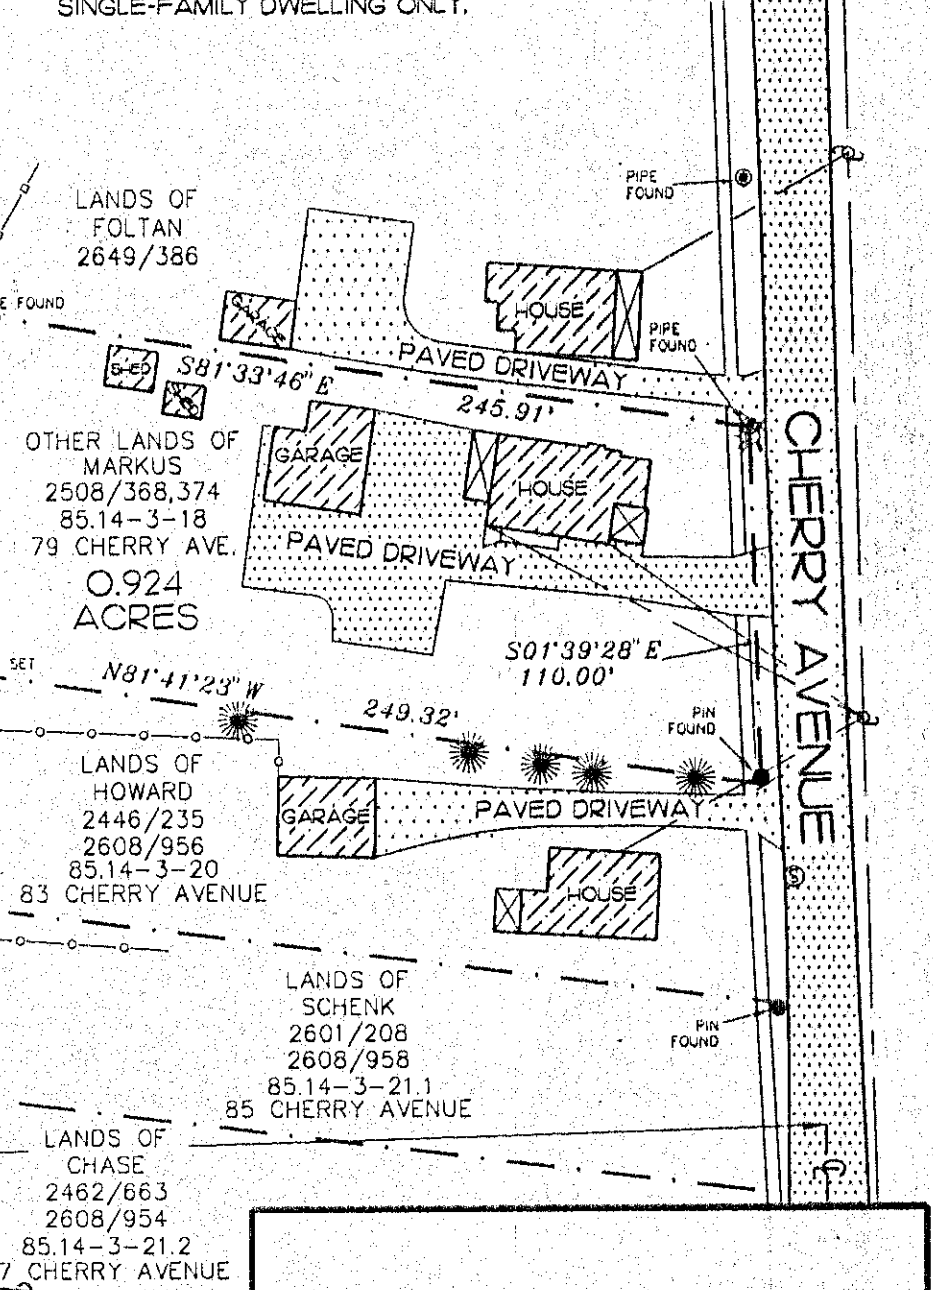 SINGLE-FAMILY DWELLING ONLY.
PIPE
FOUND
LANDS OF
FOLTAN
2649/386
FOUND
GARAGE
HOUSE
PIPE
FOUND
PAVED DRIVEWAY
SHED
S81°33'46"E
245.91'
OTHER LANDS OF
MARKUS
2508/368,374
85.14-3-18
79 CHERRY AVE.
0.924
ACRES
GARAGE
HOUSE
PAVED DRIVEWAY
CHERRY AVENUE
S01°39'28"E
110.00'
SET
N81°41'23"W
249.32'
PIN
FOUND
LANDS OF
HOWARD
2446/235
2608/956
85.14-3-20
83 CHERRY AVENUE
GARAGE
PAVED DRIVEWAY
S
HOUSE
LANDS OF
SCHENK
2601/208
2608/958
85.14-3-21.1
85 CHERRY AVENUE
PIN
FOUND
LANDS OF
CHASE
2462/663
2608/954
85.14-3-21.2
7 CHERRY AVENUE